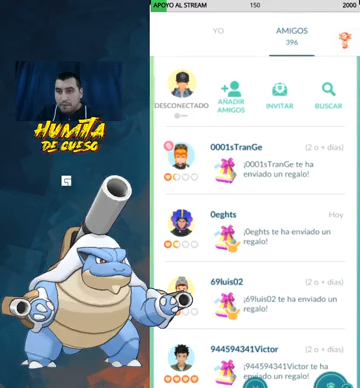 APOYO AL STREAM 150 2000
YO
AMIGOS
396
DESCONECTADO
AÑADIR
AMIGOS
INVITAR
BUSCAR
HUMITA
DE QUESO
0001sTranGe (2 o + días)
¡0001sTranGe te ha
enviado un regalo!
0eghts Hoy
¡0eghts te ha enviado un
regalo!
69luis02 (2 o + días)
¡69luis02 te ha enviado un
regalo!
944594341Victor (2 o + días)
¡944594341Victor te ha
enviado un regalo!